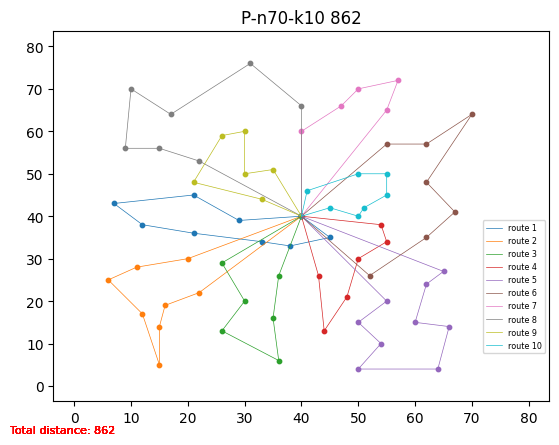 P-n70-k10 862
80
70
60
50
40
30
20
10
0
route 1
route 2
route 3
route 4
route 5
route 6
route 7
route 8
route 9
route 10
0 10 20 30 40 50 60 70 80
Total distance: 862